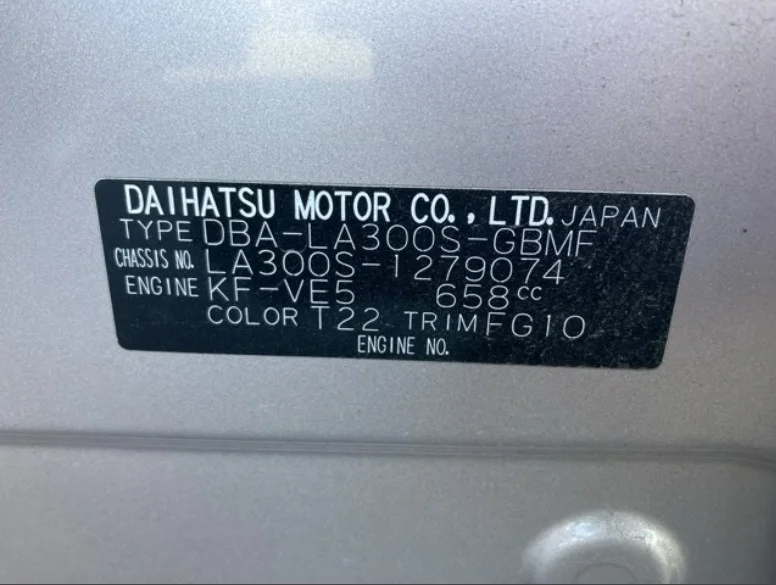 DAIHATSU MOTOR CO., LTD. JAPAN
TYPE DBA-LA300S-GBMF
CHASSIS NO. LA300S-1279074
ENGINE KF-VE5 658cc
COLOR T22 TRIM FG10
ENGINE NO.